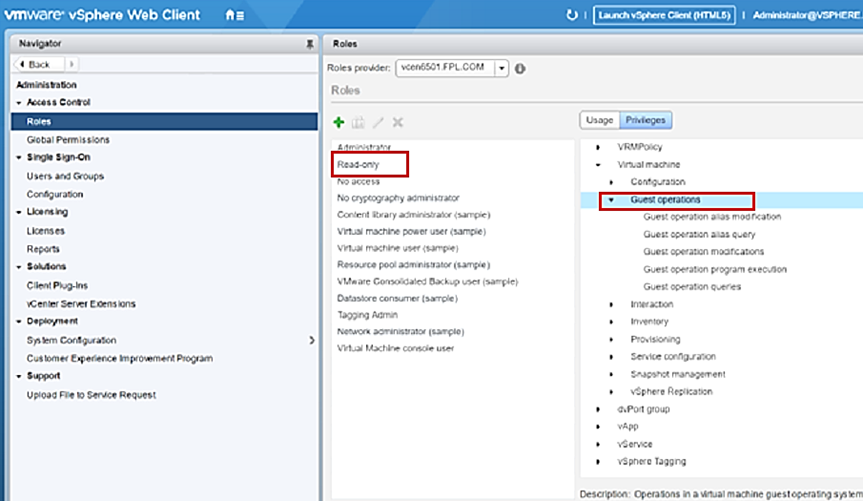 vmware® vSphere Web Client
Launch vSphere Client (HTML5) | Administrator@VSPHERE.
Navigator
Back
Administration
Access Control
Roles
Global Permissions
Single Sign-On
Users and Groups
Configuration
Licensing
Licenses
Reports
Solutions
Client Plug-Ins
vCenter Server Extensions
Deployment
System Configuration
Customer Experience Improvement Program
Support
Upload File to Service Request
Roles
Roles provider: vcen6501.FPL.COM
Roles
Administrator
Read-only
No access
No cryptography administrator
Content library administrator (sample)
Virtual machine power user (sample)
Virtual machine user (sample)
Resource pool administrator (sample)
VMware Consolidated Backup user (sample)
Datastore consumer (sample)
Tagging Admin
Network administrator (sample)
Virtual Machine console user
Usage Privileges
VRMPolicy
Virtual machine
Configuration
Guest operations
Guest operation alias modification
Guest operation alias query
Guest operation modifications
Guest operation program execution
Guest operation queries
Interaction
Inventory
Provisioning
Service configuration
Snapshot management
vSphere Replication
dvPort group
vApp
vService
vSphere Tagging
Description: Operations in a virtual machine guest operating system